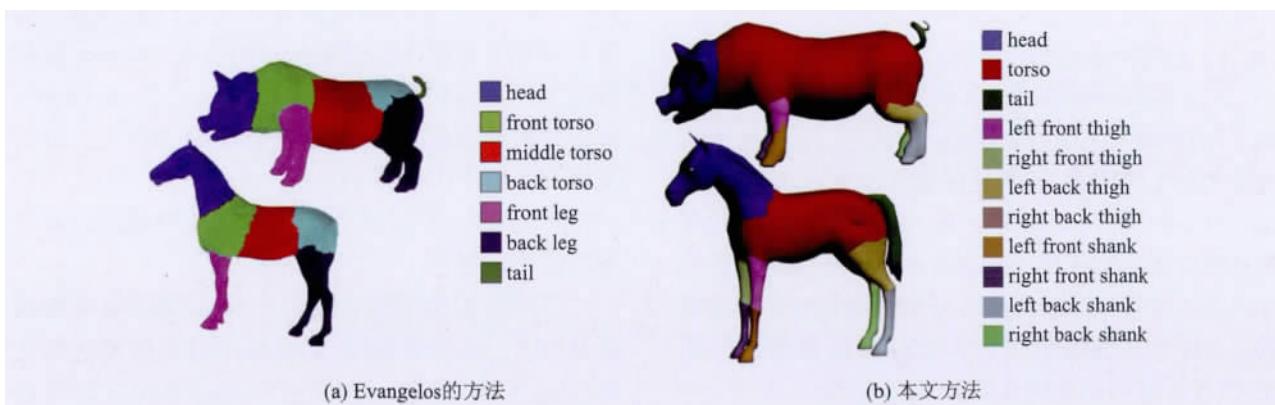 head
front torso
middle torso
back torso
front leg
back leg
tail
head
torso
tail
left front thigh
right front thigh
left back thigh
right back thigh
left front shank
right front shank
left back shank
right back shank
(a) Evangelos的方法
(b) 本文方法